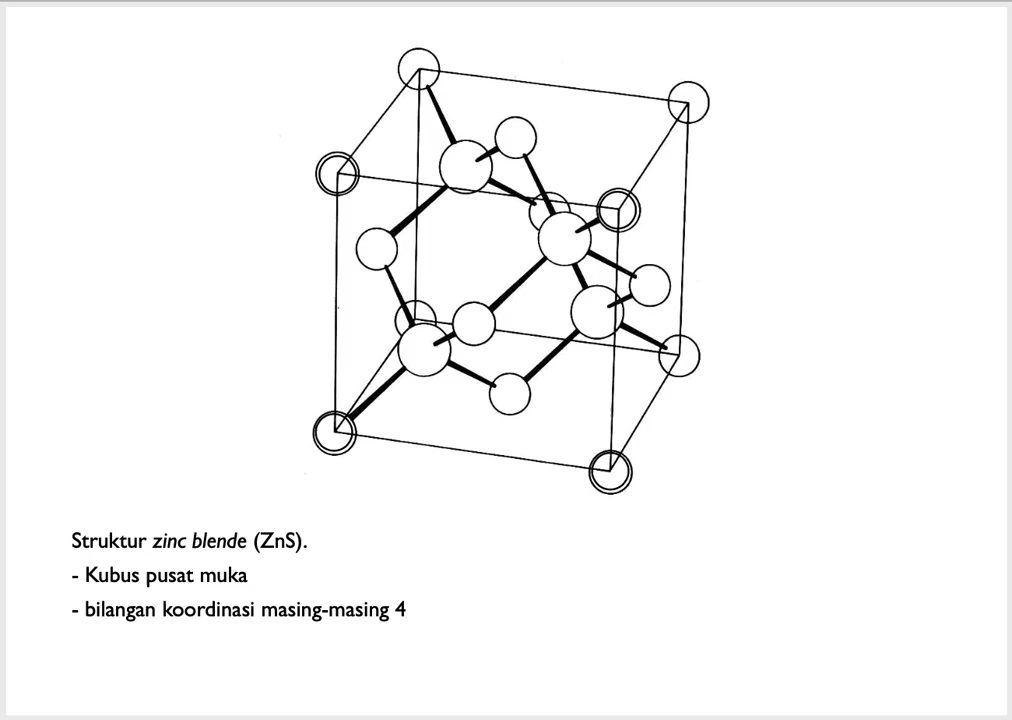 Struktur zinc blende (ZnS).
- Kubus pusat muka
- bilangan koordinasi masing-masing 4